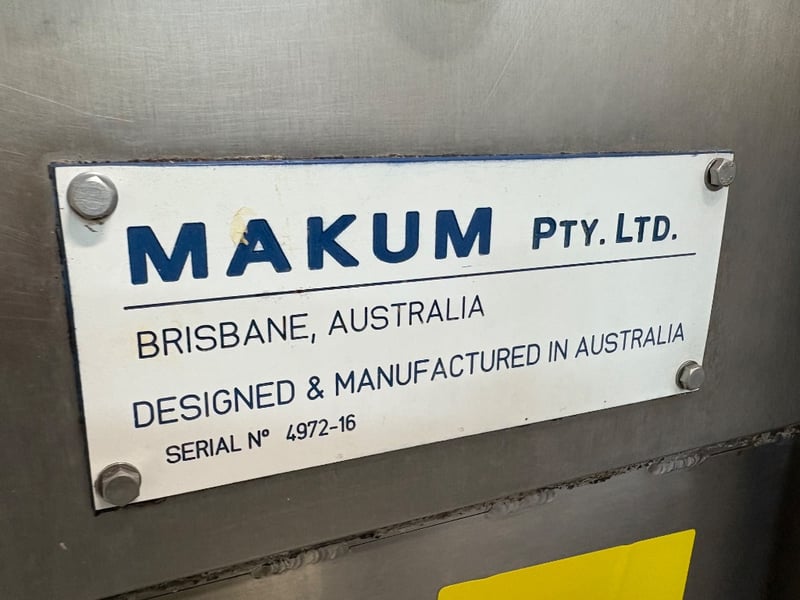 MAKUM PTY. LTD.
BRISBANE, AUSTRALIA
DESIGNED & MANUFACTURED IN AUSTRALIA
SERIAL Nº 4972-16